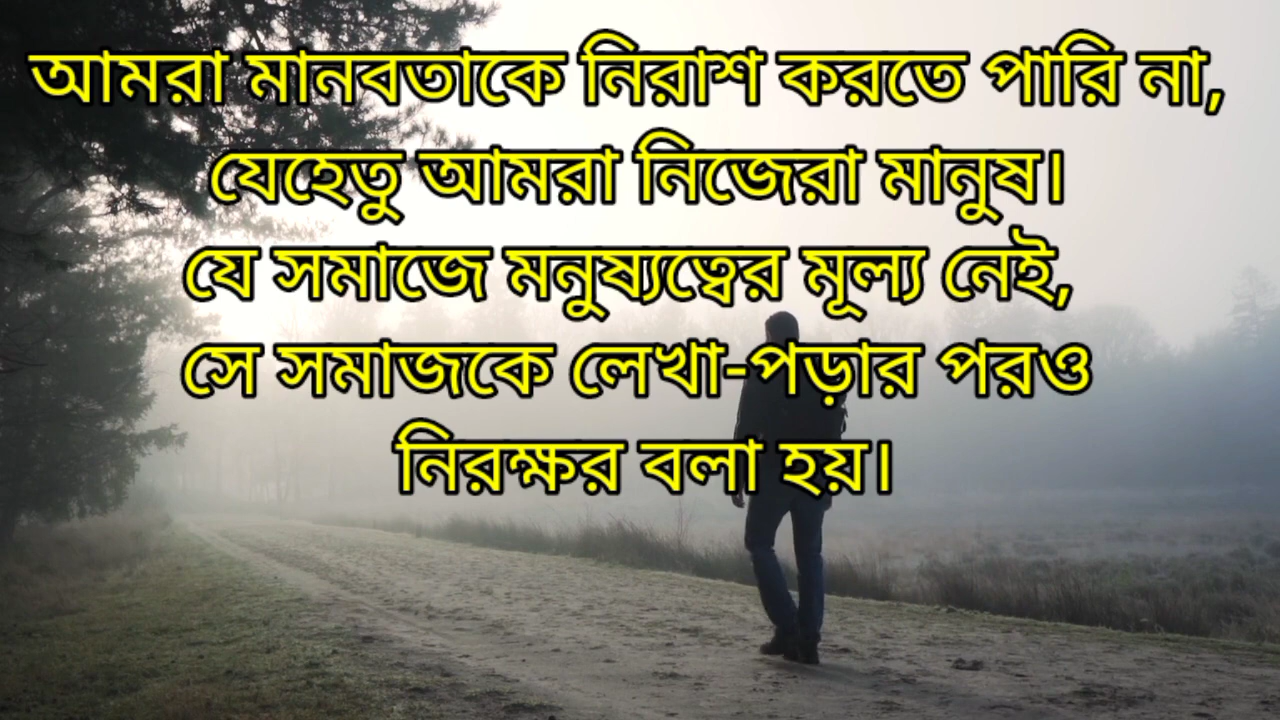 আমরা মানবতাকে নিরাশ করতে পারি না,
যেহেতু আমরা নিজেরা মানুষ।
যে সমাজে মনুষ্যত্বের মূল্য নেই,
সে সমাজকে লেখা-পড়ার পরও
নিরক্ষর বলা হয়।